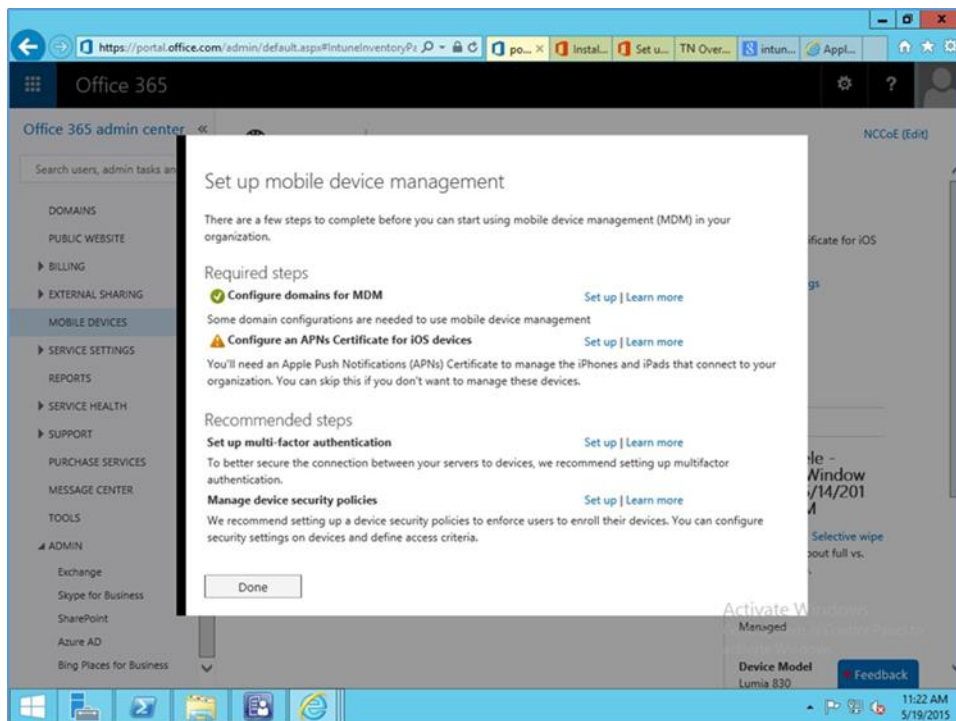 https://portal.office.com/admin/default.aspx#IntuneInventoryPa
po...
Instal...
Set u...
TN Over...
intun...
Appl...
Office 365
?
Office 365 admin center
NCCoE (Edit)
Search users, admin tasks an
DOMAINS
PUBLIC WEBSITE
BILLING
EXTERNAL SHARING
MOBILE DEVICES
SERVICE SETTINGS
REPORTS
SERVICE HEALTH
SUPPORT
PURCHASE SERVICES
MESSAGE CENTER
TOOLS
ADMIN
Exchange
Skype for Business
SharePoint
Azure AD
Bing Places for Business
Set up mobile device management
There are a few steps to complete before you can start using mobile device management (MDM) in your
organization.
Required steps
Configure domains for MDM Set up | Learn more
Some domain configurations are needed to use mobile device management
Configure an APNs Certificate for iOS devices Set up | Learn more
You'll need an Apple Push Notifications (APNs) Certificate to manage the iPhones and iPads that connect to your
organization. You can skip this if you don't want to manage these devices.
Recommended steps
Set up multi-factor authentication Set up | Learn more
To better secure the connection between your servers to devices, we recommend setting up multifactor
authentication.
Manage device security policies Set up | Learn more
We recommend setting up a device security policies to enforce users to enroll their devices. You can configure
security settings on devices and define access criteria.
Done
ificate for iOS
gs
ele -
Window
5/14/201
M
Selective wipe
bout full vs.
Activate Windows
Managed
Device Model
Lumia 830
Feedback
11:22 AM
5/19/2015